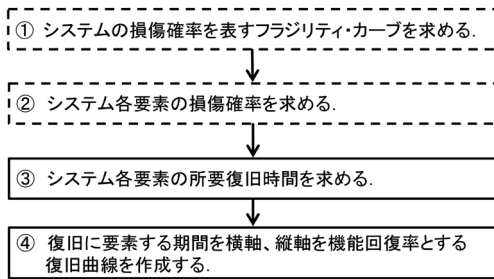 ① システムの損傷確率を表すフラジリティ・カーブを求める.
② システム各要素の損傷確率を求める.
③ システム各要素の所要復旧時間を求める.
④ 復旧に要素する期間を横軸、縦軸を機能回復率とする
復旧曲線を作成する.